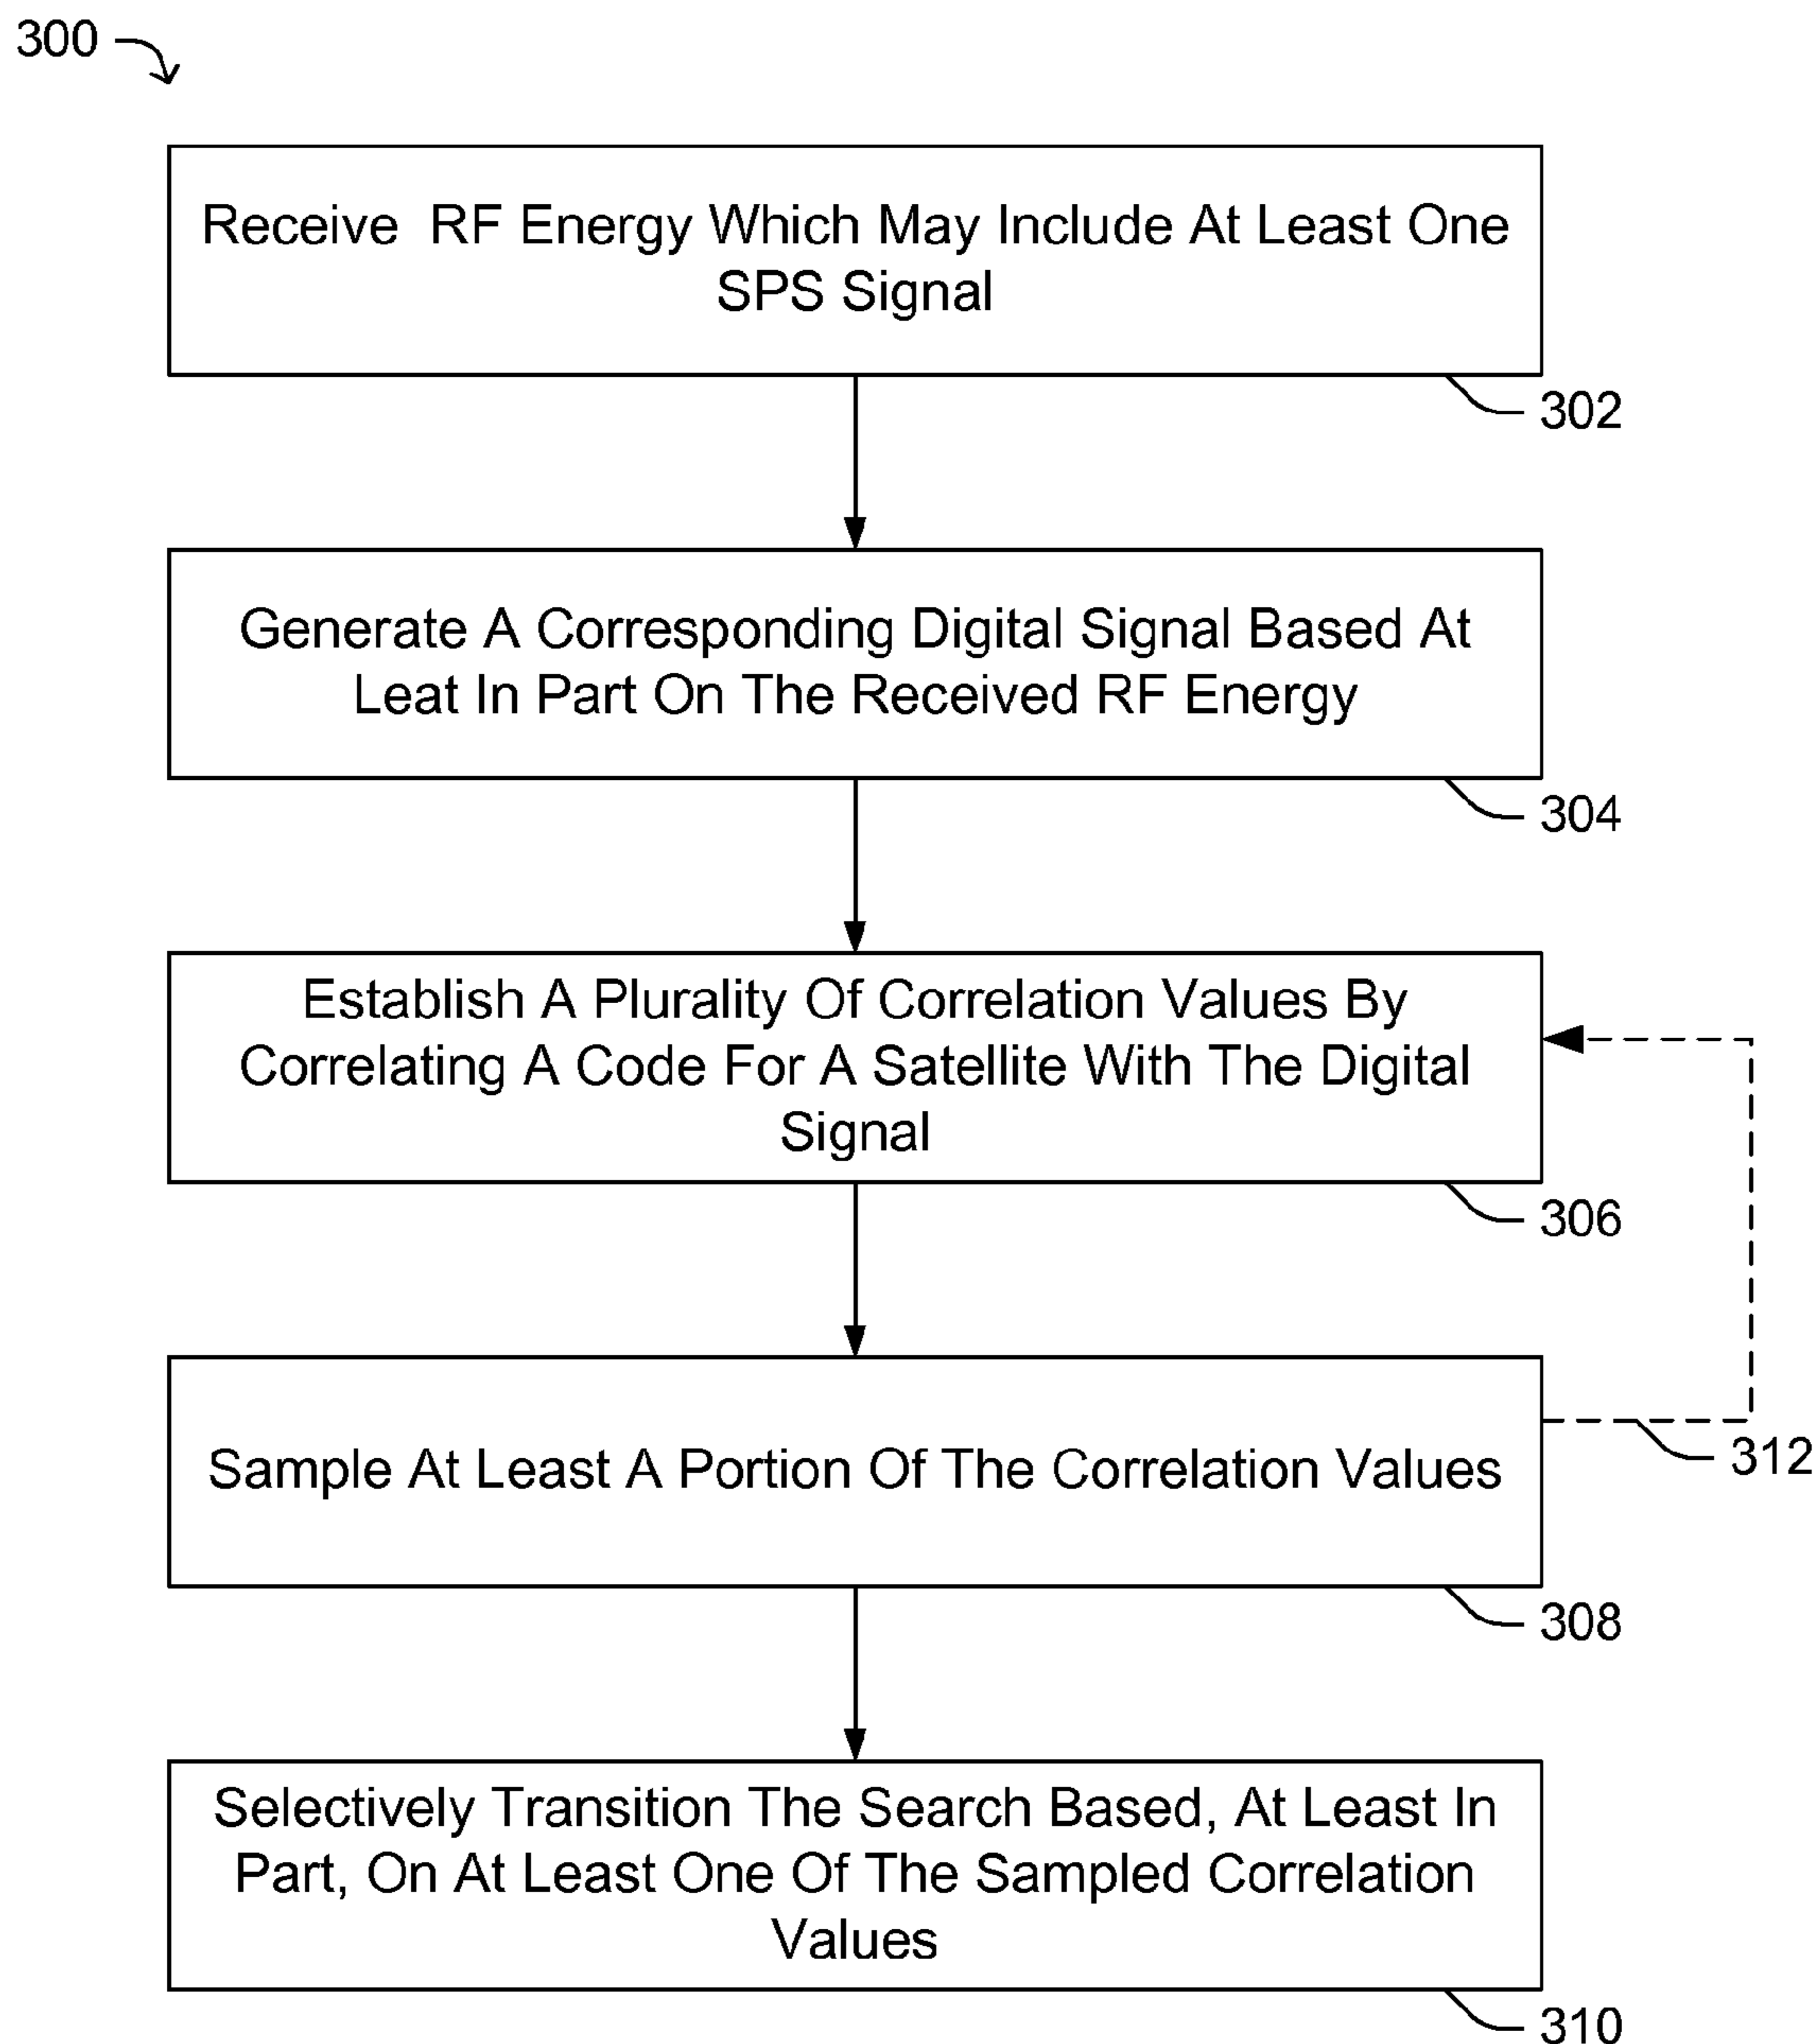 300
Receive RF Energy Which May Include At Least One
SPS Signal
302
Generate A Corresponding Digital Signal Based At
Leat In Part On The Received RF Energy
304
Establish A Plurality Of Correlation Values By
Correlating A Code For A Satellite With The Digital
Signal
306
Sample At Least A Portion Of The Correlation Values
312
308
Selectively Transition The Search Based, At Least In
Part, On At Least One Of The Sampled Correlation
Values
310